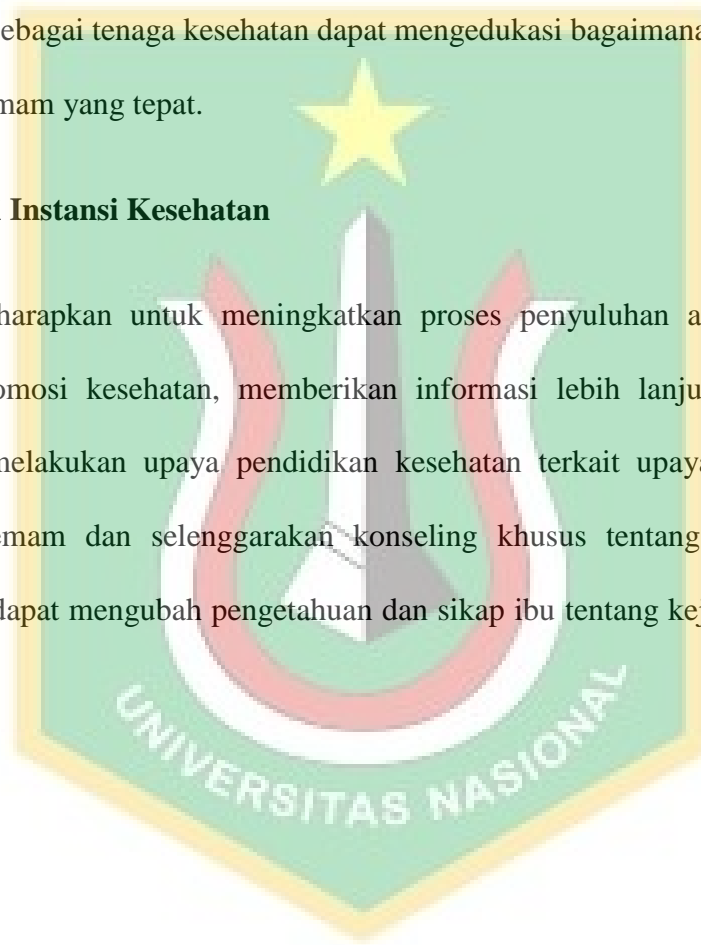 ebagai tenaga kesehatan dapat mengedukasi bagaimana
mam yang tepat.
Instansi Kesehatan
harapkan untuk meningkatkan proses penyuluhan a
omosi kesehatan, memberikan informasi lebih lanju
melakukan upaya pendidikan kesehatan terkait upaya
emam dan selenggarakan konseling khusus tentang
dapat mengubah pengetahuan dan sikap ibu tentang kej
UNIVERSITAS NASIONAL